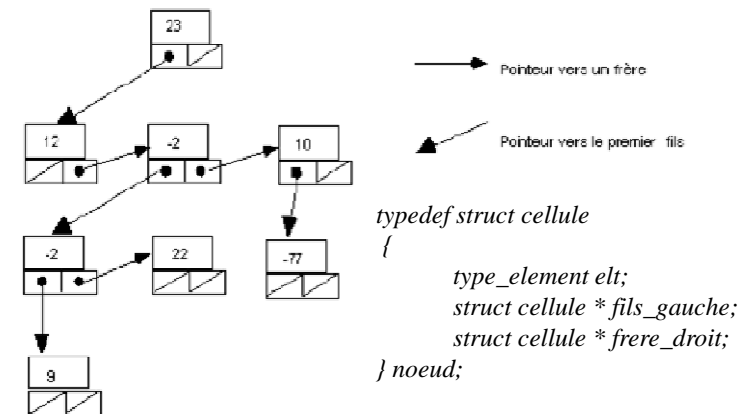 23
Pointeur vers un frère
12
-2
10
Pointeur vers le premier fils
-2
22
-77
typedef struct cellule
{
type_element elt;
struct cellule * fils_gauche;
struct cellule * frere_droit;
} noeud;
9